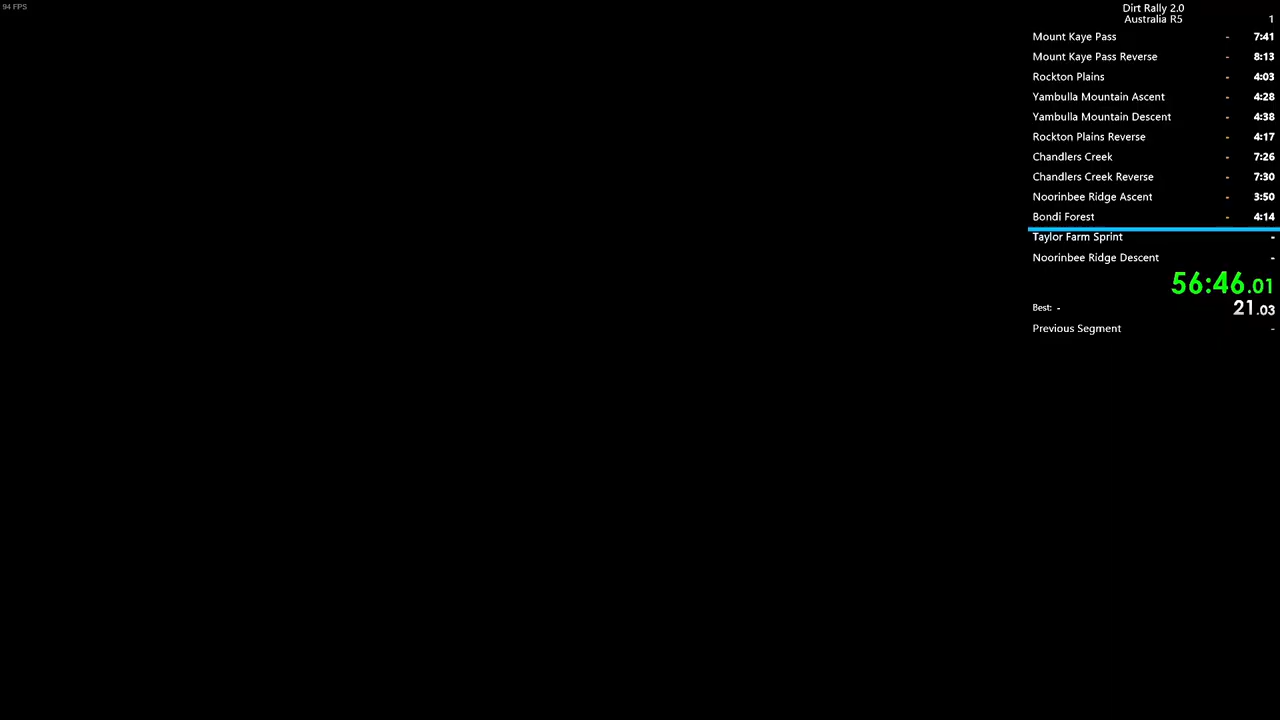 94 FPS
Dirt Rally 2.0
Australia R5 1
Mount Kaye Pass - 7:41
Mount Kaye Pass Reverse - 8:13
Rockton Plains - 4:03
Yambulla Mountain Ascent - 4:28
Yambulla Mountain Descent - 4:38
Rockton Plains Reverse - 4:17
Chandlers Creek - 7:26
Chandlers Creek Reverse - 7:30
Noorinbee Ridge Ascent - 3:50
Bondi Forest - 4:14
Taylor Farm Sprint -
Noorinbee Ridge Descent -
56:46.01
Best: - 21.03
Previous Segment -